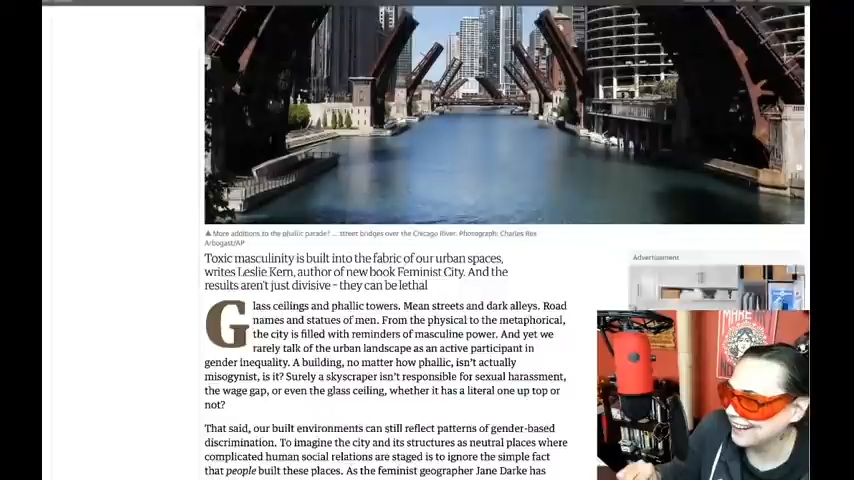 ▲ More additions to the phallic parade? ... street bridges over the Chicago River. Photograph: Charles Rex
Arbogast/AP
Toxic masculinity is built into the fabric of our urban spaces,
writes Leslie Kern, author of new book Feminist City. And the
results aren't just divisive – they can be lethal
Advertisement
Glass ceilings and phallic towers. Mean streets and dark alleys. Road
names and statues of men. From the physical to the metaphorical,
the city is filled with reminders of masculine power. And yet we
rarely talk of the urban landscape as an active participant in
gender inequality. A building, no matter how phallic, isn't actually
misogynist, is it? Surely a skyscraper isn't responsible for sexual harassment,
the wage gap, or even the glass ceiling, whether it has a literal one up top or
not?
That said, our built environments can still reflect patterns of gender-based
discrimination. To imagine the city and its structures as neutral places where
complicated human social relations are staged is to ignore the simple fact
that people built these places. As the feminist geographer Jane Darke has
MAKE